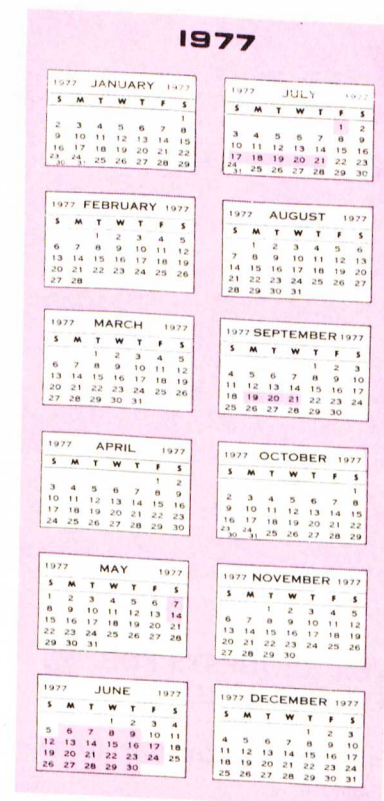 1977
1977 JANUARY 1977
S M T W T F S
1
2 3 4 5 6 7 8
9 10 11 12 13 14 15
16 17 18 19 20 21 22
23 24 25 26 27 28 29
30 31
1977 FEBRUARY 1977
S M T W T F S
1 2 3 4 5
6 7 8 9 10 11 12
13 14 15 16 17 18 19
20 21 22 23 24 25 26
27 28
1977 MARCH 1977
S M T W T F S
1 2 3 4 5
6 7 8 9 10 11 12
13 14 15 16 17 18 19
20 21 22 23 24 25 26
27 28 29 30 31
1977 APRIL 1977
S M T W T F S
1 2
3 4 5 6 7 8 9
10 11 12 13 14 15 16
17 18 19 20 21 22 23
24 25 26 27 28 29 30
1977 MAY 1977
S M T W T F S
1 2 3 4 5 6 7
8 9 10 11 12 13 14
15 16 17 18 19 20 21
22 23 24 25 26 27 28
29 30 31
1977 JUNE 1977
S M T W T F S
1 2 3 4
5 6 7 8 9 10 11
12 13 14 15 16 17 18
19 20 21 22 23 24 25
26 27 28 29 30
1977 JULY 1977
S M T W T F S
1 2
3 4 5 6 7 8 9
10 11 12 13 14 15 16
17 18 19 20 21 22 23
24 25 26 27 28 29 30
31
1977 AUGUST 1977
S M T W T F S
1 2 3 4 5 6
7 8 9 10 11 12 13
14 15 16 17 18 19 20
21 22 23 24 25 26 27
28 29 30 31
1977 SEPTEMBER 1977
S M T W T F S
1 2 3
4 5 6 7 8 9 10
11 12 13 14 15 16 17
18 19 20 21 22 23 24
25 26 27 28 29 30
1977 OCTOBER 1977
S M T W T F S
1
2 3 4 5 6 7 8
9 10 11 12 13 14 15
16 17 18 19 20 21 22
23 24 25 26 27 28 29
30 31
1977 NOVEMBER 1977
S M T W T F S
1 2 3 4 5
6 7 8 9 10 11 12
13 14 15 16 17 18 19
20 21 22 23 24 25 26
27 28 29 30
1977 DECEMBER 1977
S M T W T F S
1 2 3
4 5 6 7 8 9 10
11 12 13 14 15 16 17
18 19 20 21 22 23 24
25 26 27 28 29 30 31